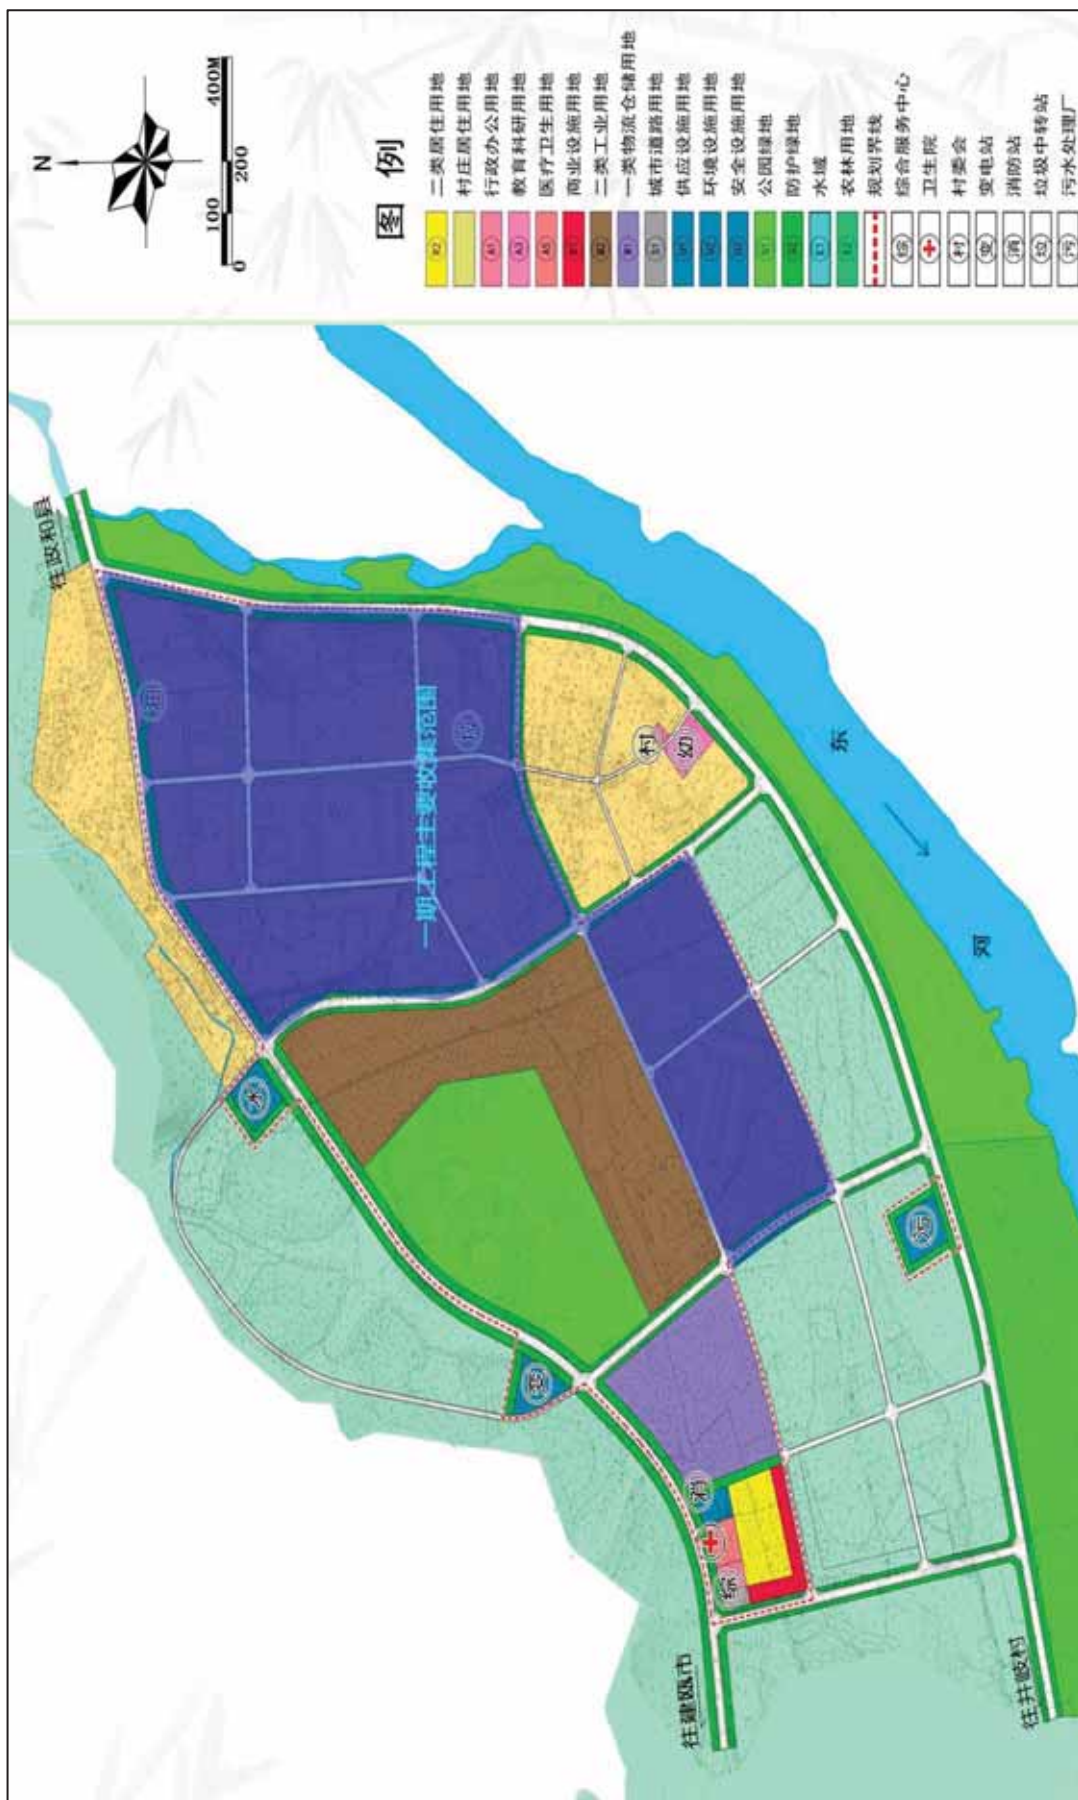 N
0 100 200 400M
图 例
二类居住用地
村庄居住用地
行政办公用地
教育科研用地
医疗卫生用地
商业设施用地
二类工业用地
一类物流仓储用地
城市道路用地
供应设施用地
环境设施用地
安全设施用地
公园绿地
防护绿地
水域
农林用地
规划界线
综 综合服务中心
卫生院
村 村委会
变 变电站
消 消防站
垃 垃圾中转站
污 污水处理厂
往政和县
一期工程主要收集范围
村
幼
东
河
水
变
污
消
综
往建瓯市
往井岐村